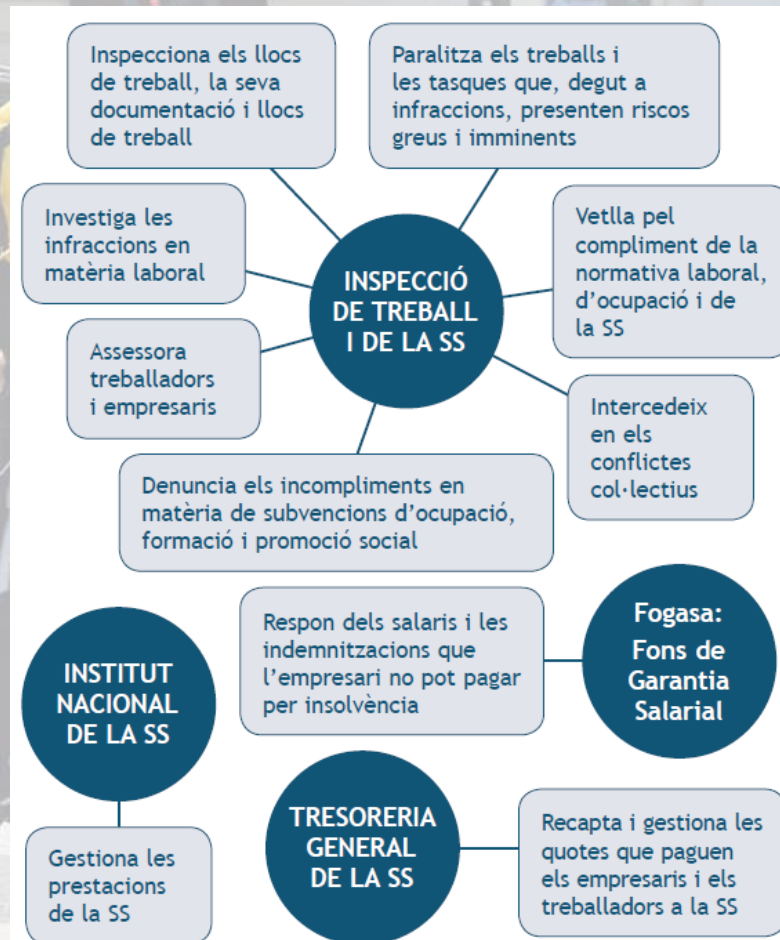 Inspecciona els llocs
de treball, la seva
documentació i llocs
de treball
Paralitza els treballs i
les tasques que, degut a
infraccions, presenten riscos
greus i imminents
Investiga les
infraccions en
matèria laboral
INSPECCIÓ
DE TREBALL
I DE LA SS
Vetlla pel
compliment de la
normativa laboral,
d’ocupació i de
la SS
Assessora
treballadors
i empresaris
Intercedeix
en els
conflictes
col·lectius
Denuncia els incompliments en
matèria de subvencions d’ocupació,
formació i promoció social
Respon dels salaris i les
indemnitzacions que
l’empresari no pot pagar
per insolvència
Fogasa:
Fons de
Garantia
Salarial
INSTITUT
NACIONAL
DE LA SS
Gestiona les
prestacions
de la SS
TRESORERIA
GENERAL
DE LA SS
Recapta i gestiona les
quotes que paguen
els empresaris i els
treballadors a la SS